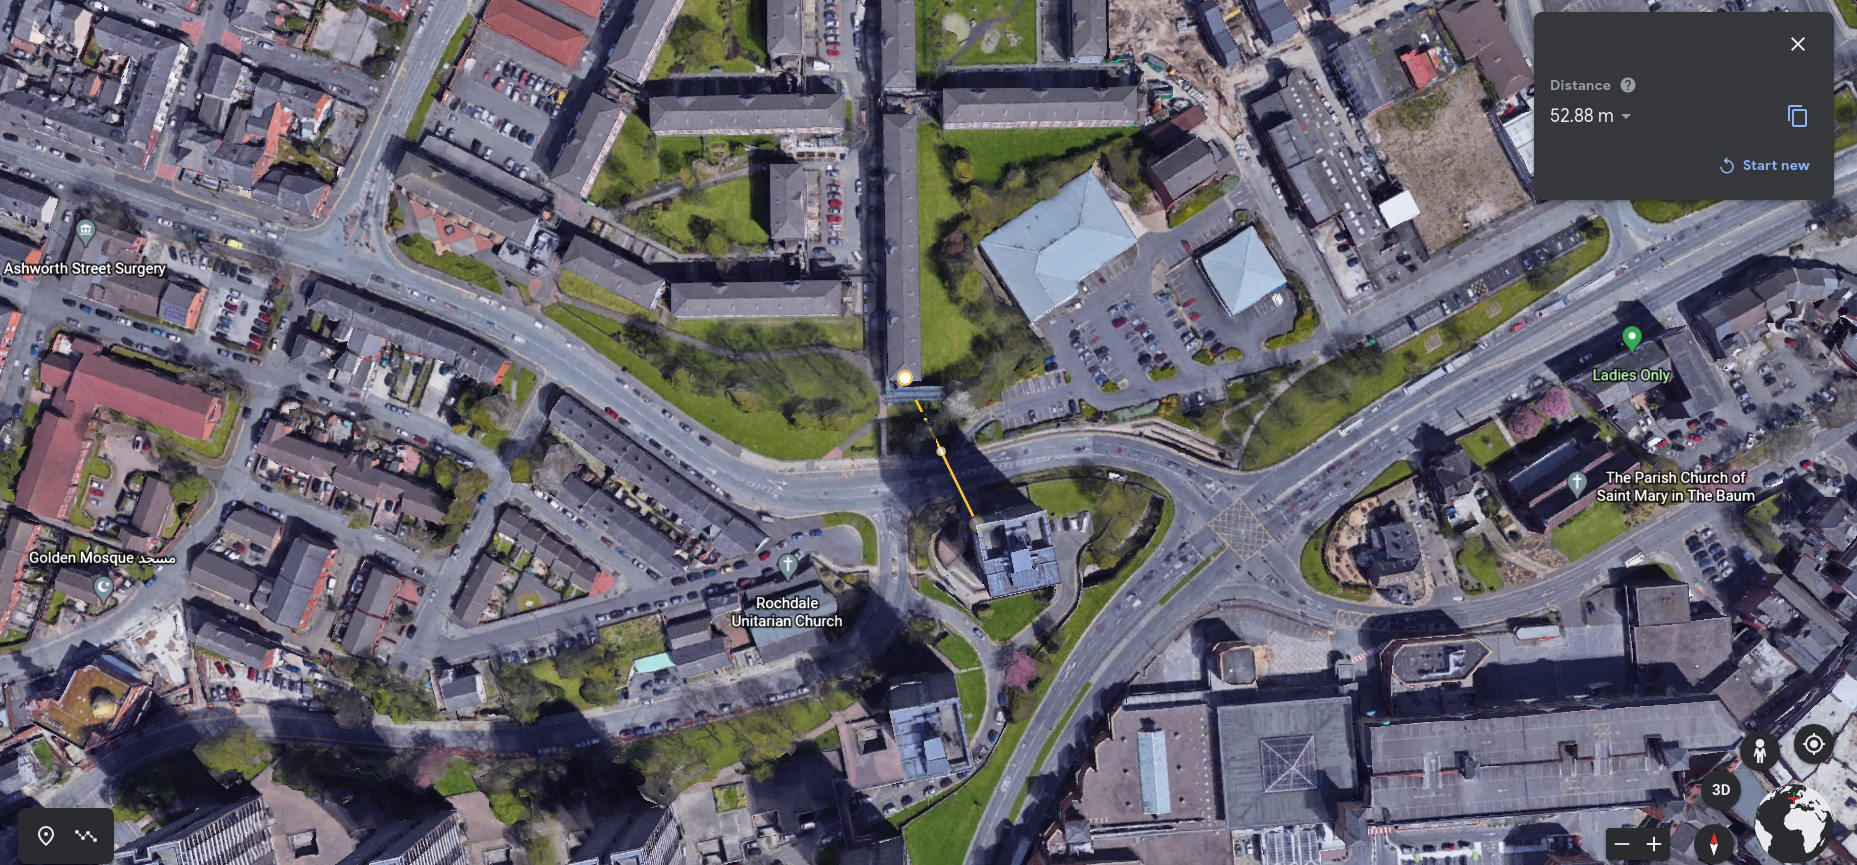 Distance
52.88 m
Start new
Ashworth Street Surgery
Ladies Only
The Parish Church of
Saint Mary in The Baum
Golden Mosque مسجد
Rochdale
Unitarian Church
3D